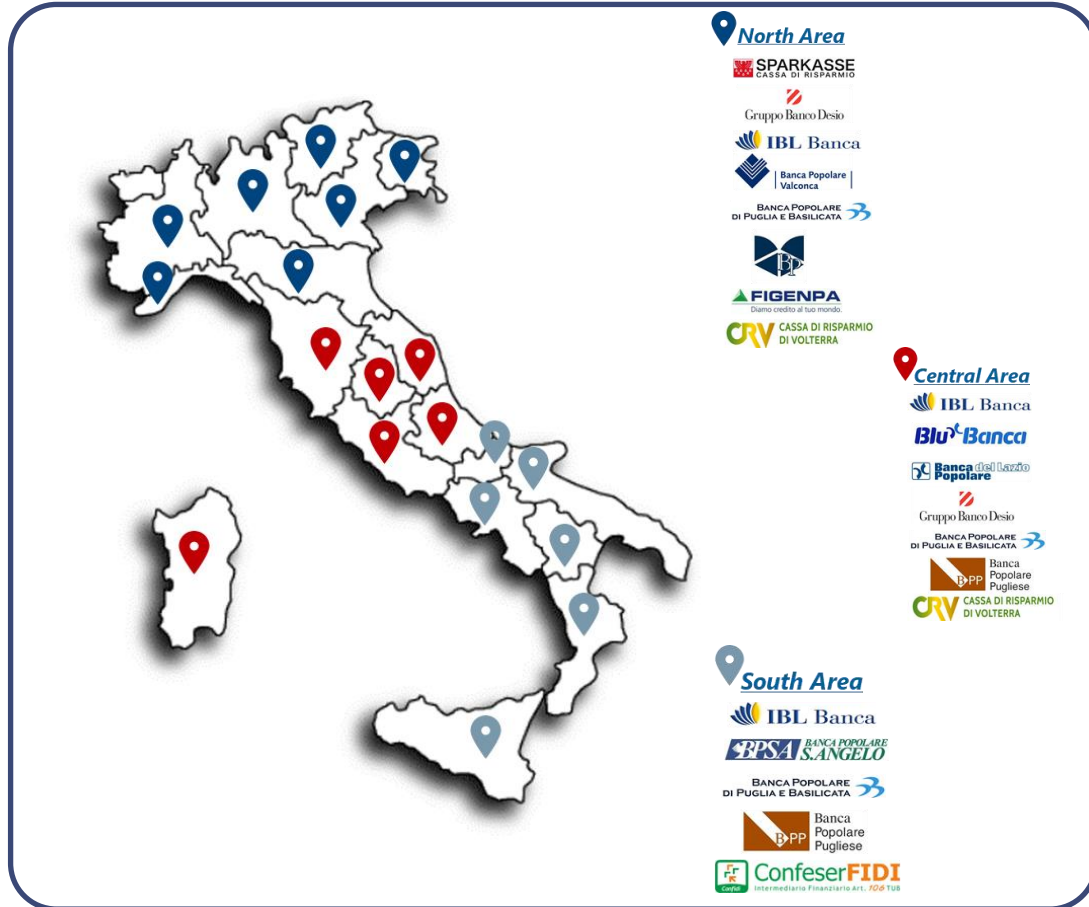 North Area
SPARKASSE
CASSA DI RISPARMIO
Gruppo Banco Desio
IBL Banca
Banca Popolare
Valconca
BANCA POPOLARE
DI PUGLIA E BASILICATA
BP
FIGENPA
Diamo credito al tuo mondo.
CRV CASSA DI RISPARMIO
DI VOLTERRA
Central Area
IBL Banca
Blu Banca
Banca del Lazio
Popolare
Gruppo Banco Desio
BANCA POPOLARE
DI PUGLIA E BASILICATA
BPP
Banca
Popolare
Pugliese
CRV CASSA DI RISPARMIO
DI VOLTERRA
South Area
IBL Banca
BPSA BANCA POPOLARE
S.ANGELO
BANCA POPOLARE
DI PUGLIA E BASILICATA
BPP
Banca
Popolare
Pugliese
ConfeserFIDI
Confidi
Intermediario Finanziario Art. 106 TUB